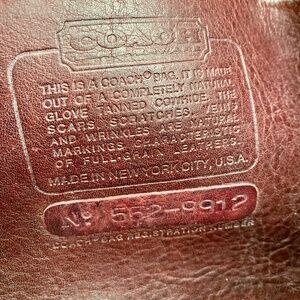 COACH
THIS IS A COACH® BAG. IT IS MADE
OUT OF A COMPLETELY NATURAL
GLOVE TANNED COWHIDE. THE
SCARS, SCRATCHES, VEINS
AND WRINKLES ARE NATURAL
MARKINGS CHARACTERISTIC
OF FULL-GRAIN LEATHERS.
MADE IN NEW YORK CITY, U.S.A.
No 552-9912
COACH® BAG REGISTRATION NUMBER